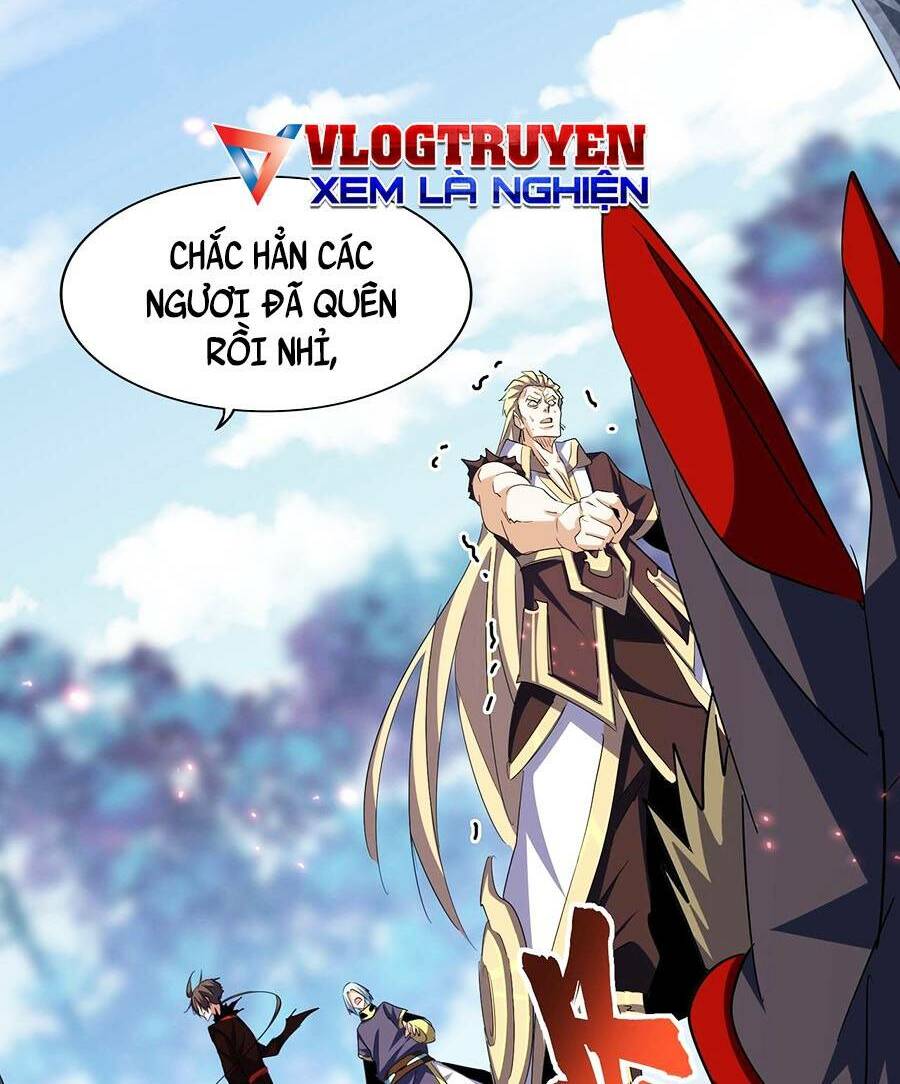 VLOGTRUYEN
XEM LÀ NGHIỆN
CHẮC HẲN CÁC
NGƯƠI ĐÃ QUÊN
RỒI NHỈ,